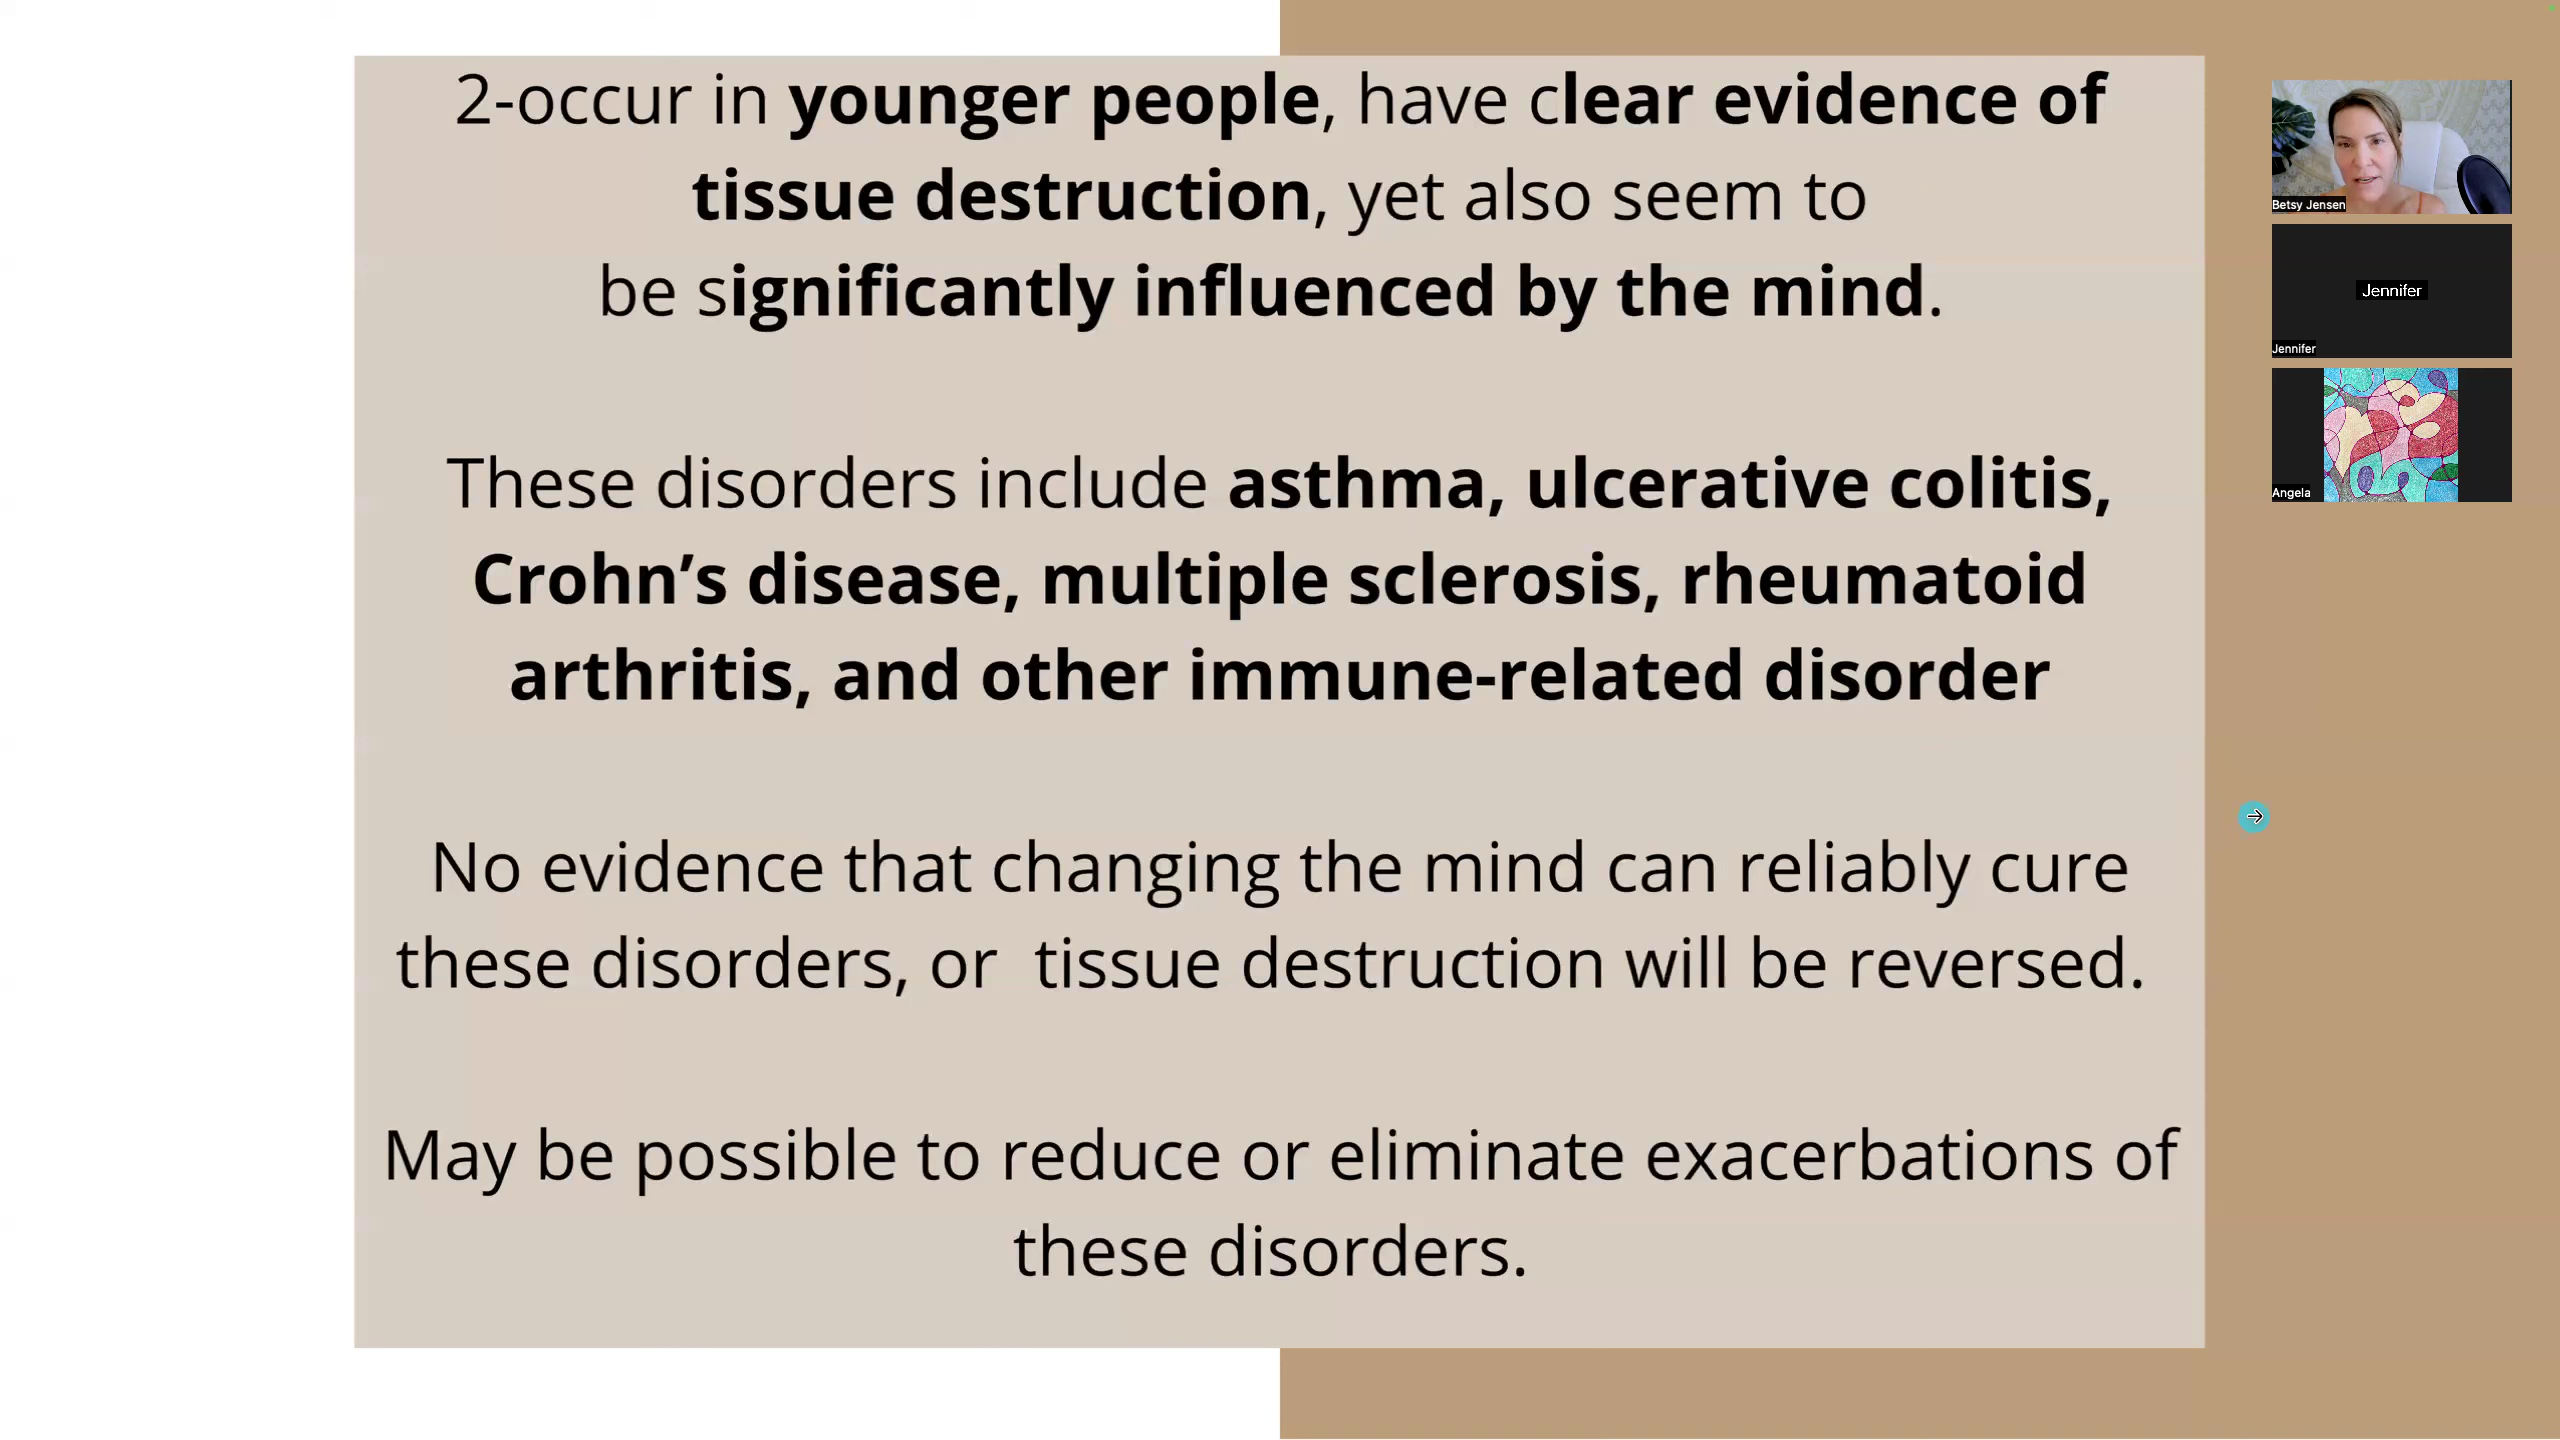 2-occur in younger people, have clear evidence of
tissue destruction, yet also seem to
be significantly influenced by the mind.
These disorders include asthma, ulcerative colitis,
Crohn’s disease, multiple sclerosis, rheumatoid
arthritis, and other immune-related disorder
No evidence that changing the mind can reliably cure
these disorders, or  tissue destruction will be reversed.
May be possible to reduce or eliminate exacerbations of
these disorders.
Betsy Jensen
Jennifer
Jennifer
Angela